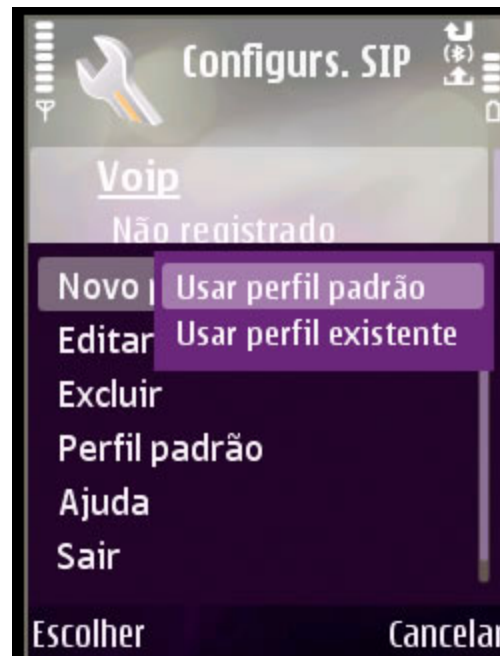 Configurs. SIP
Voip
Não registrado
Novo
Usar perfil padrão
Editar
Usar perfil existente
Excluir
Perfil padrão
Ajuda
Sair
Escolher
Cancelar